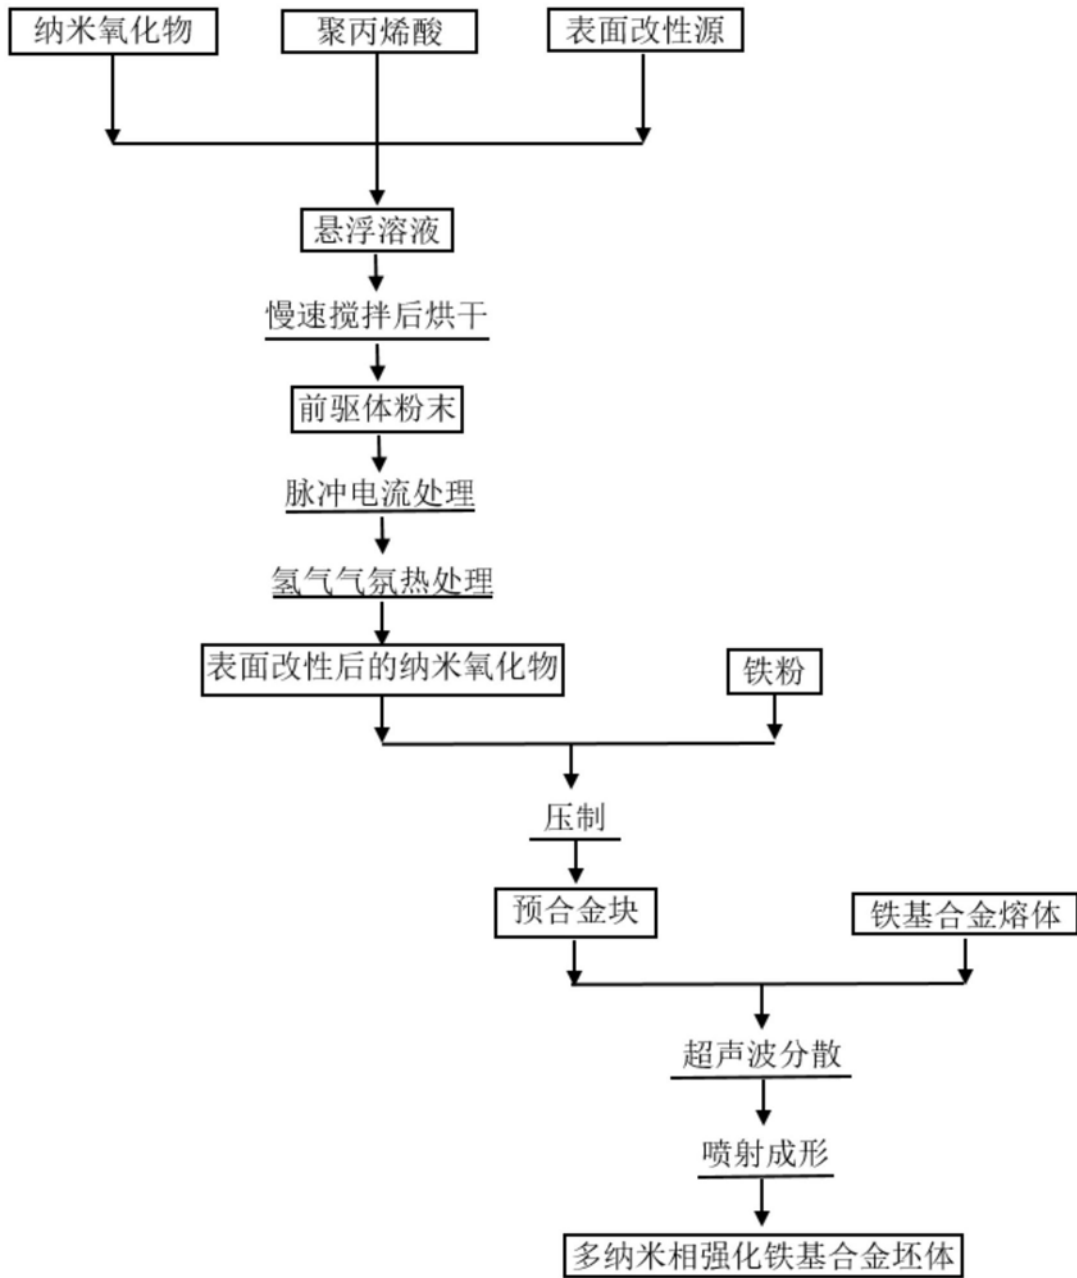 纳米氧化物
聚丙烯酸
表面改性源
悬浮溶液
慢速搅拌后烘干
前驱体粉末
脉冲电流处理
氢气气氛热处理
表面改性后的纳米氧化物
铁粉
压制
预合金块
铁基合金熔体
超声波分散
喷射成形
多纳米相强化铁基合金坯体